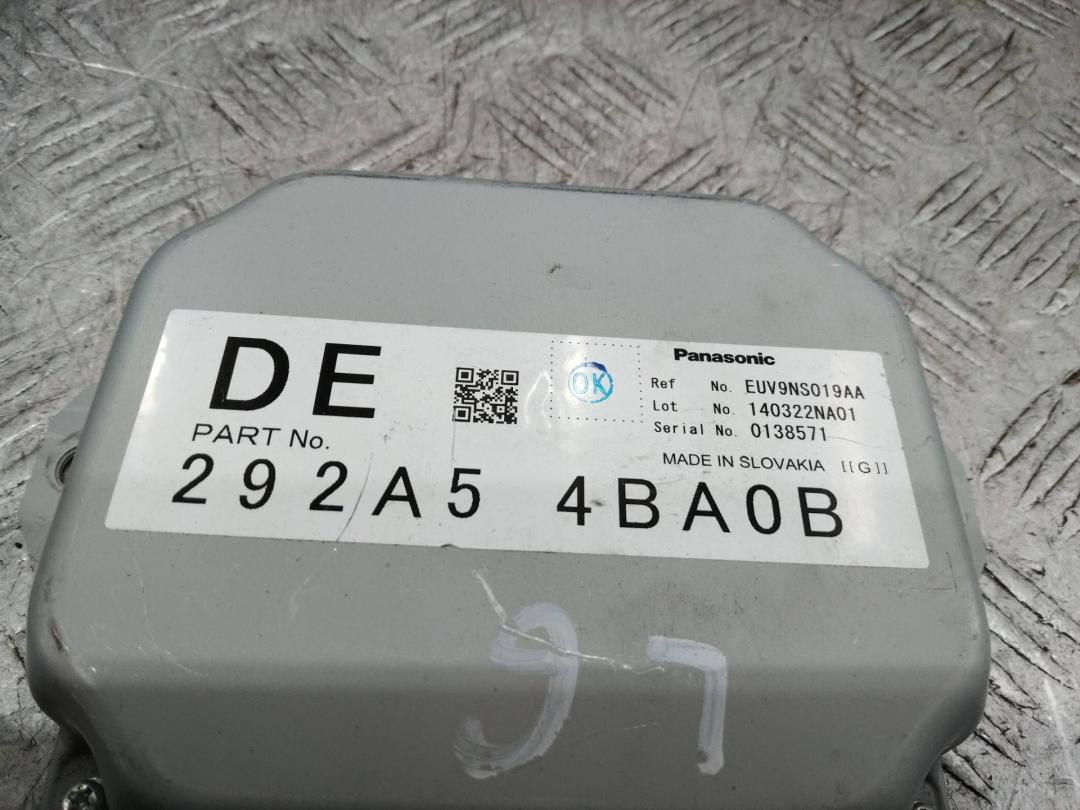 DE
OK
Panasonic
Ref No. EUV9NS019AA
Lot No. 140322NA01
Serial No. 0138571
MADE IN SLOVAKIA [[G]]
PART No.
292A5 4BA0B